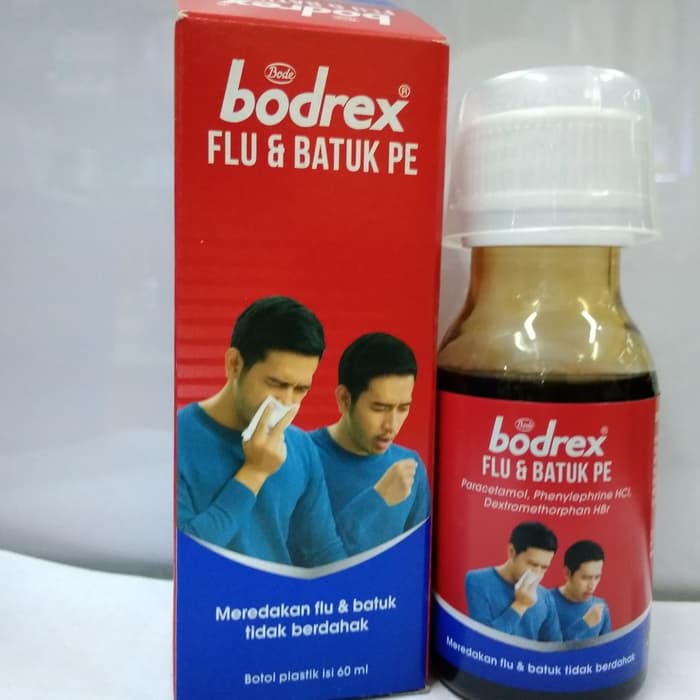 bodrex
Bode
bodrex®
FLU & BATUK PE
Meredakan flu & batuk
tidak berdahak
Botol plastik isi 60 ml
Bode
bodrex®
FLU & BATUK PE
Paracetamol, Phenylephrine HCl,
Dextromethorphan HBr
Meredakan flu & batuk tidak berdahak